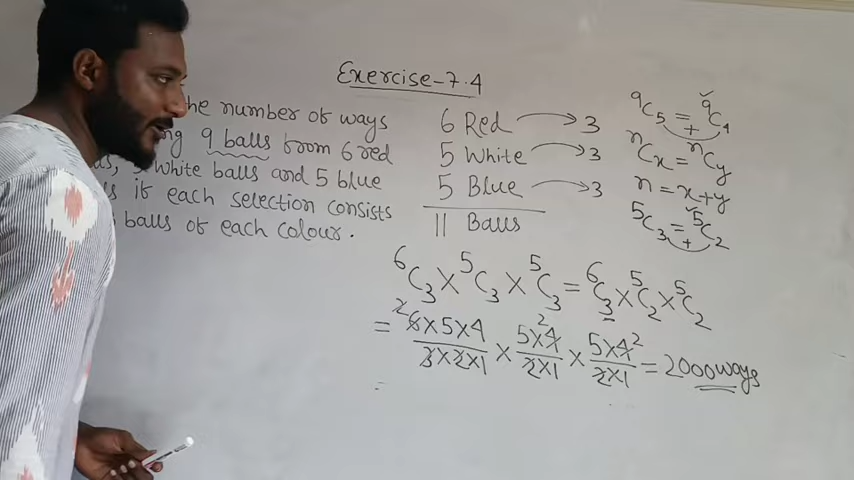 Exercise-7.4
he number of ways
ng 9 balls from 6 red
, 5 white balls and 5 blue
s if each selection consists
balls of each colour.
6 Red → 3
5 White → 3
5 Blue → 3
11 Balls
⁹C₅ = ⁹C₄
+
ⁿCx = ⁿCy
n = x+y
⁵C₃ = ⁵C₂
+
⁶C₃ × ⁵C₃ × ⁵C₃ = ⁶C₃ × ⁵C₂ × ⁵C₂
= 6×5×4/3×2×1 × 5×4/2×1 × 5×4/2×1 = 2000 ways
=